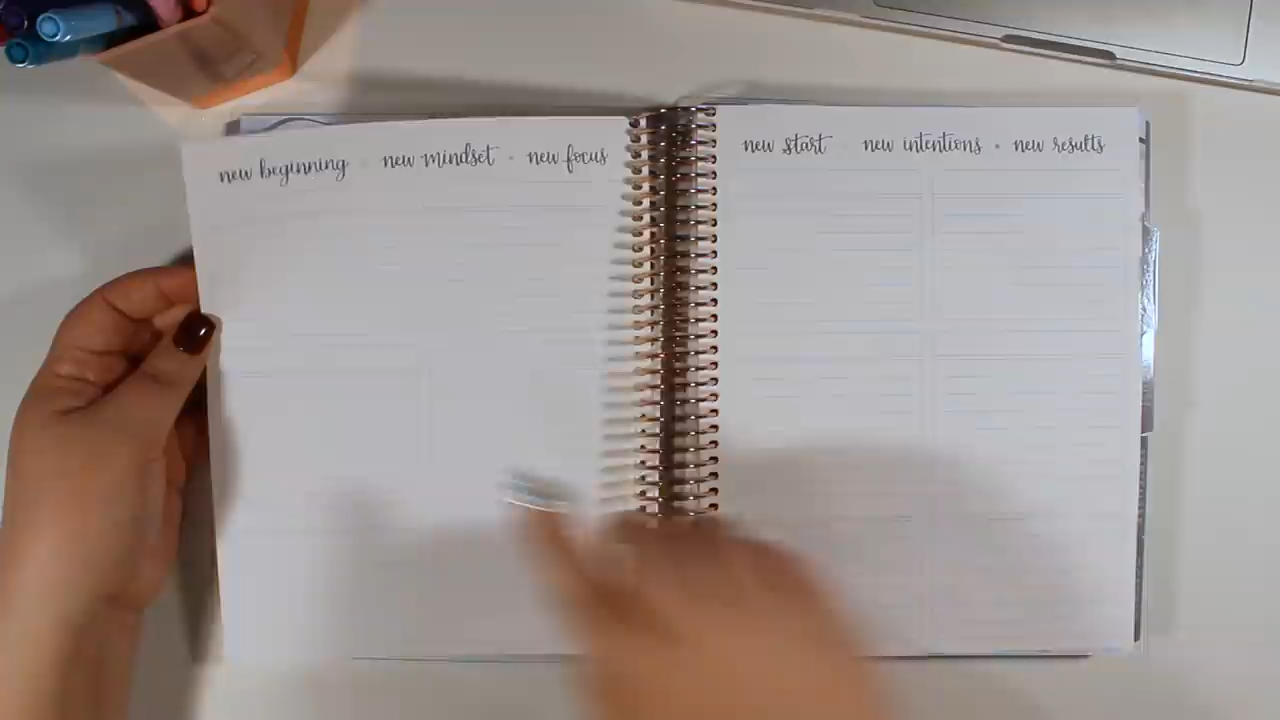 new beginning • new mindset • new focus
new start • new intentions • new results